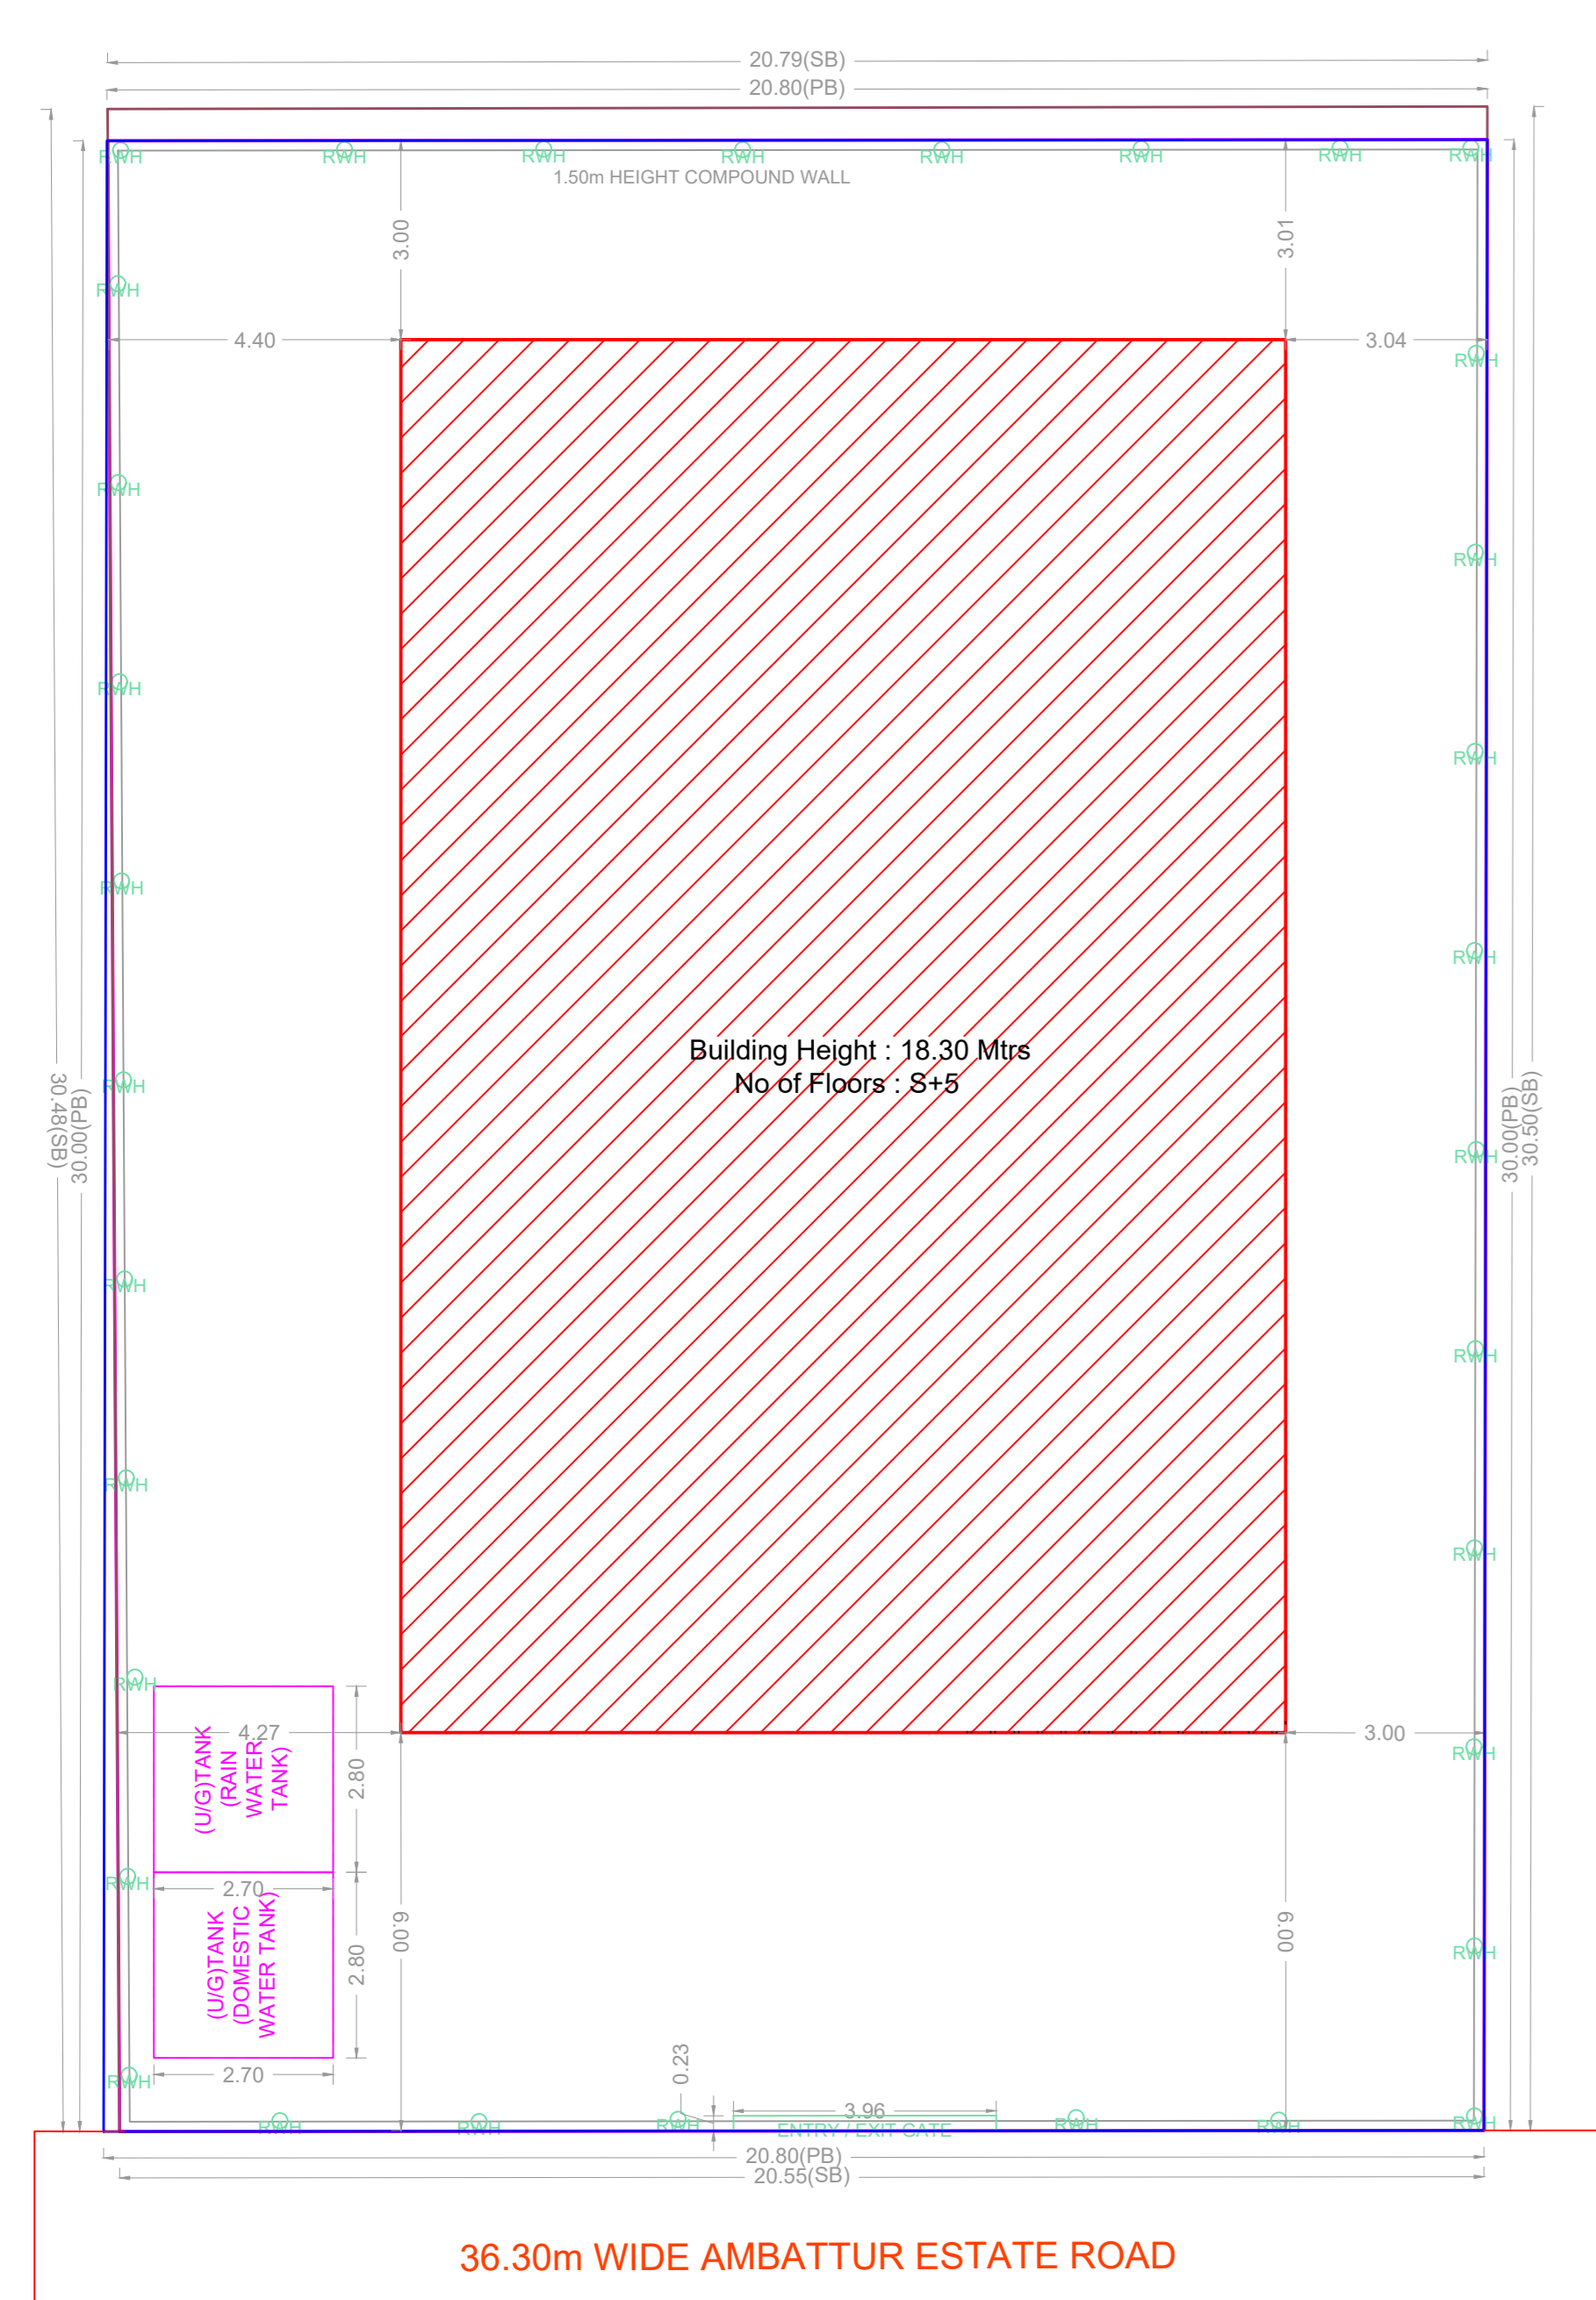 20.79(SB)
20.80(PB)
RWH RWH RWH RWH RWH RWH RWH RWH
1.50m HEIGHT COMPOUND WALL
3.00
3.01
RWH
4.40
3.04
RWH
RWH
RWH
RWH
RWH
RWH
RWH
Building Height : 18.30 Mtrs
No of Floors : S+5
30.48(SB)
30.00(PB)
30.00(PB)
30.50(SB)
RWH
RWH
RWH
RWH
RWH
RWH
RWH
RWH
4.27
3.00
(U/G)TANK
(RAIN
WATER
TANK)
2.80
RWH
RWH
2.70
(U/G)TANK
(DOMESTIC
WATER TANK)
2.80
6.00
6.00
RWH
2.70
RWH
0.23
3.96
RWH RWH RWH ENTRY / EXIT GATE RWH RWH RWH
20.80(PB)
20.55(SB)
36.30m WIDE AMBATTUR ESTATE ROAD